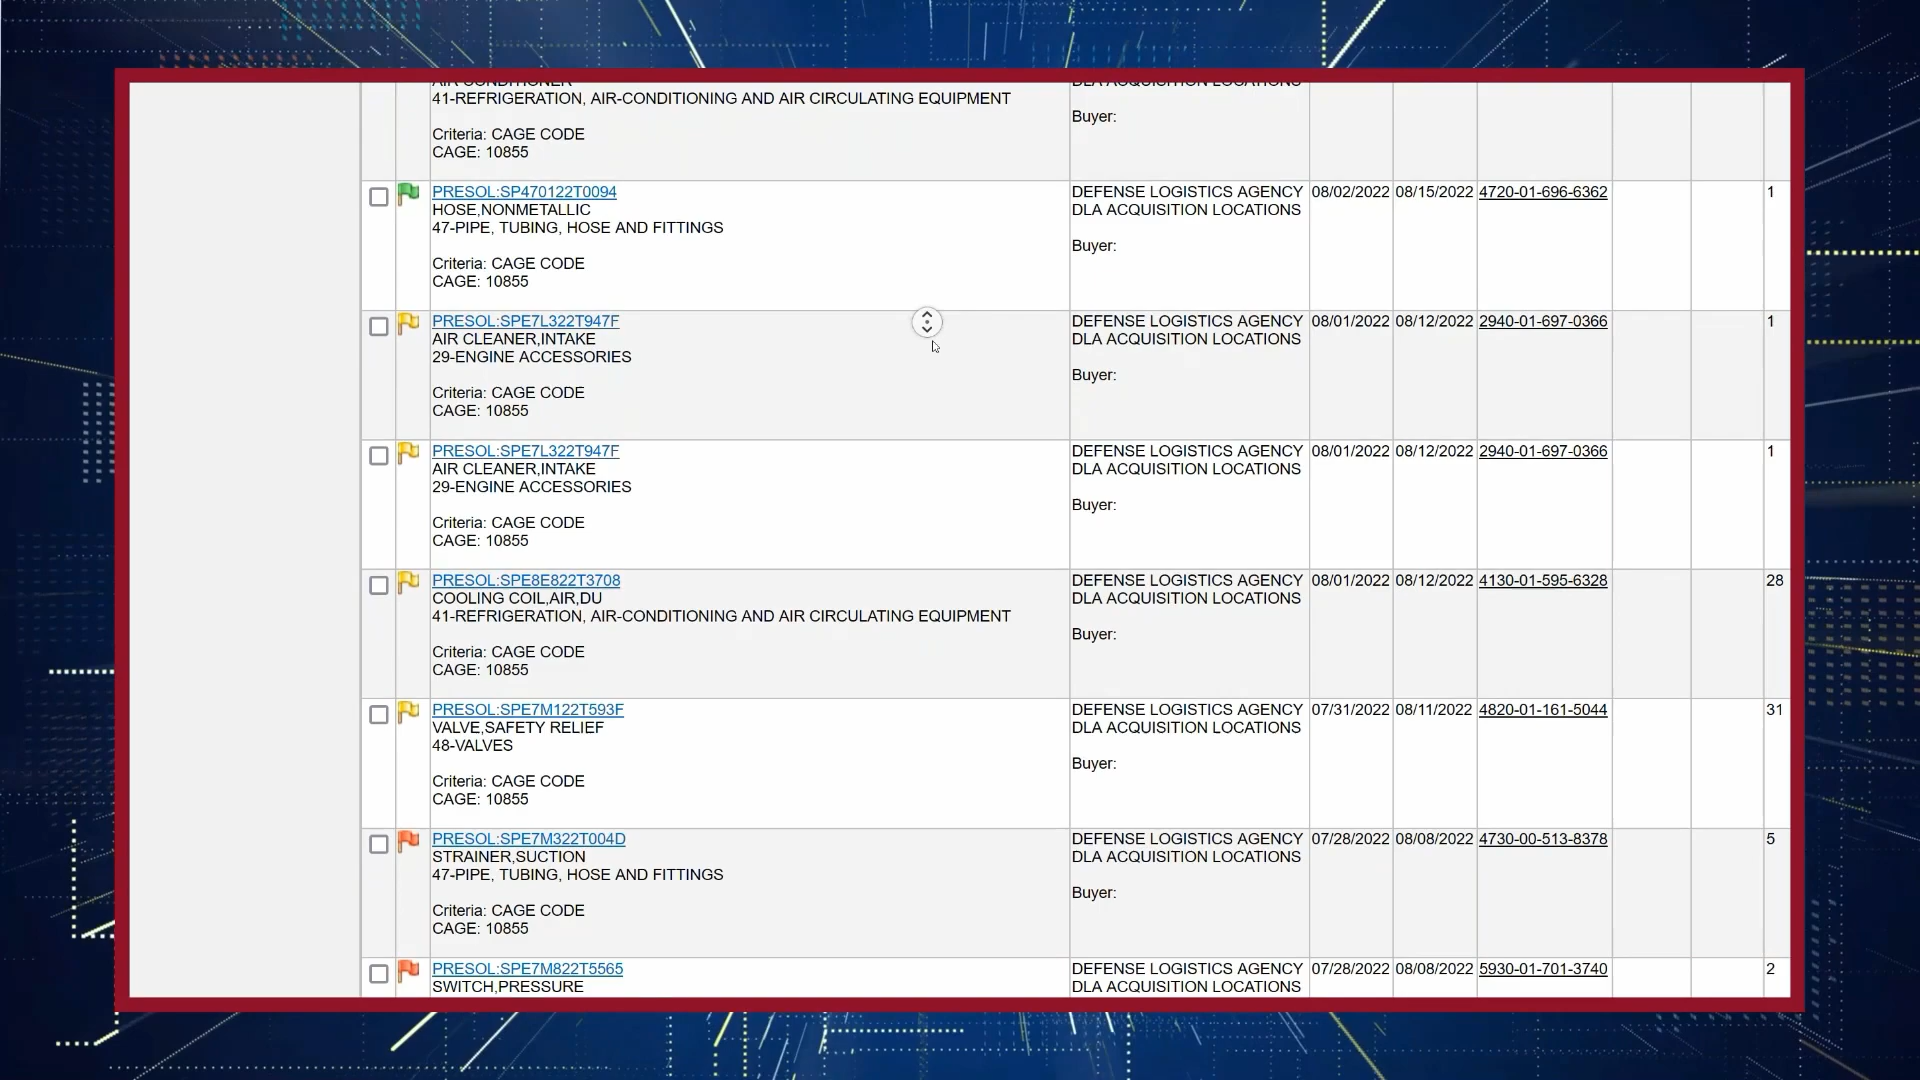 AIR CONDITIONER
DLA ACQUISITION LOCATIONS
41-REFRIGERATION, AIR-CONDITIONING AND AIR CIRCULATING EQUIPMENT
Buyer:
Criteria: CAGE CODE
CAGE: 10855
PRESOL:SP470122T0094
HOSE,NONMETALLIC
47-PIPE, TUBING, HOSE AND FITTINGS
Criteria: CAGE CODE
CAGE: 10855
DEFENSE LOGISTICS AGENCY
DLA ACQUISITION LOCATIONS
Buyer:
08/02/2022
08/15/2022
4720-01-696-6362
1
PRESOL:SPE7L322T947F
AIR CLEANER,INTAKE
29-ENGINE ACCESSORIES
Criteria: CAGE CODE
CAGE: 10855
DEFENSE LOGISTICS AGENCY
DLA ACQUISITION LOCATIONS
Buyer:
08/01/2022
08/12/2022
2940-01-697-0366
1
PRESOL:SPE7L322T947F
AIR CLEANER,INTAKE
29-ENGINE ACCESSORIES
Criteria: CAGE CODE
CAGE: 10855
DEFENSE LOGISTICS AGENCY
DLA ACQUISITION LOCATIONS
Buyer:
08/01/2022
08/12/2022
2940-01-697-0366
1
PRESOL:SPE8E822T3708
COOLING COIL,AIR,DU
41-REFRIGERATION, AIR-CONDITIONING AND AIR CIRCULATING EQUIPMENT
Criteria: CAGE CODE
CAGE: 10855
DEFENSE LOGISTICS AGENCY
DLA ACQUISITION LOCATIONS
Buyer:
08/01/2022
08/12/2022
4130-01-595-6328
28
PRESOL:SPE7M122T593F
VALVE,SAFETY RELIEF
48-VALVES
Criteria: CAGE CODE
CAGE: 10855
DEFENSE LOGISTICS AGENCY
DLA ACQUISITION LOCATIONS
Buyer:
07/31/2022
08/11/2022
4820-01-161-5044
31
PRESOL:SPE7M322T004D
STRAINER,SUCTION
47-PIPE, TUBING, HOSE AND FITTINGS
Criteria: CAGE CODE
CAGE: 10855
DEFENSE LOGISTICS AGENCY
DLA ACQUISITION LOCATIONS
Buyer:
07/28/2022
08/08/2022
4730-00-513-8378
5
PRESOL:SPE7M822T5565
SWITCH,PRESSURE
DEFENSE LOGISTICS AGENCY
DLA ACQUISITION LOCATIONS
07/28/2022
08/08/2022
5930-01-701-3740
2